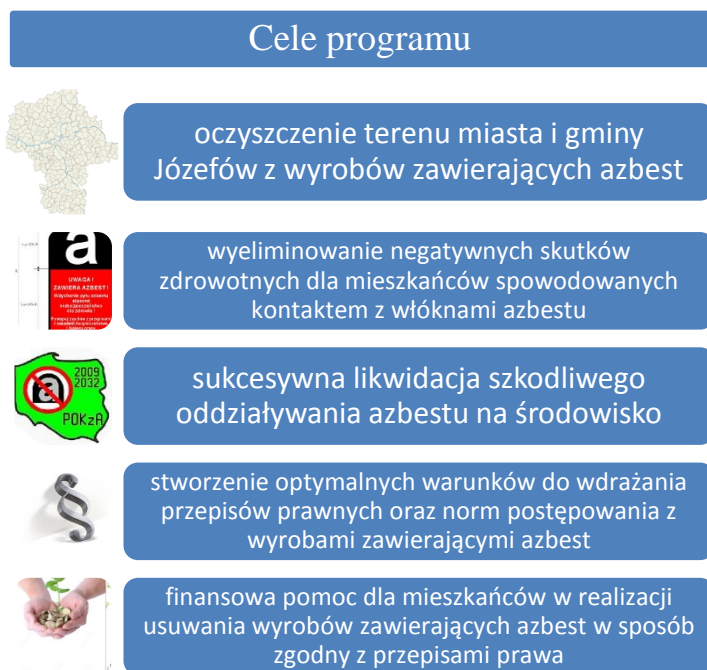 Cele programu
oczyszczenie terenu miasta i gminy
Józefów z wyrobów zawierających azbest
a
UWAGA !
ZAWIERA AZBEST !
wyeliminowanie negatywnych skutków
zdrowotnych dla mieszkańców spowodowanych
kontaktem z włóknami azbestu
2009
2032
a
POKzA
sukcesywna likwidacja szkodliwego
oddziaływania azbestu na środowisko
§
stworzenie optymalnych warunków do wdrażania
przepisów prawnych oraz norm postępowania z
wyrobami zawierającymi azbest
finansowa pomoc dla mieszkańców w realizacji
usuwania wyrobów zawierających azbest w sposób
zgodny z przepisami prawa